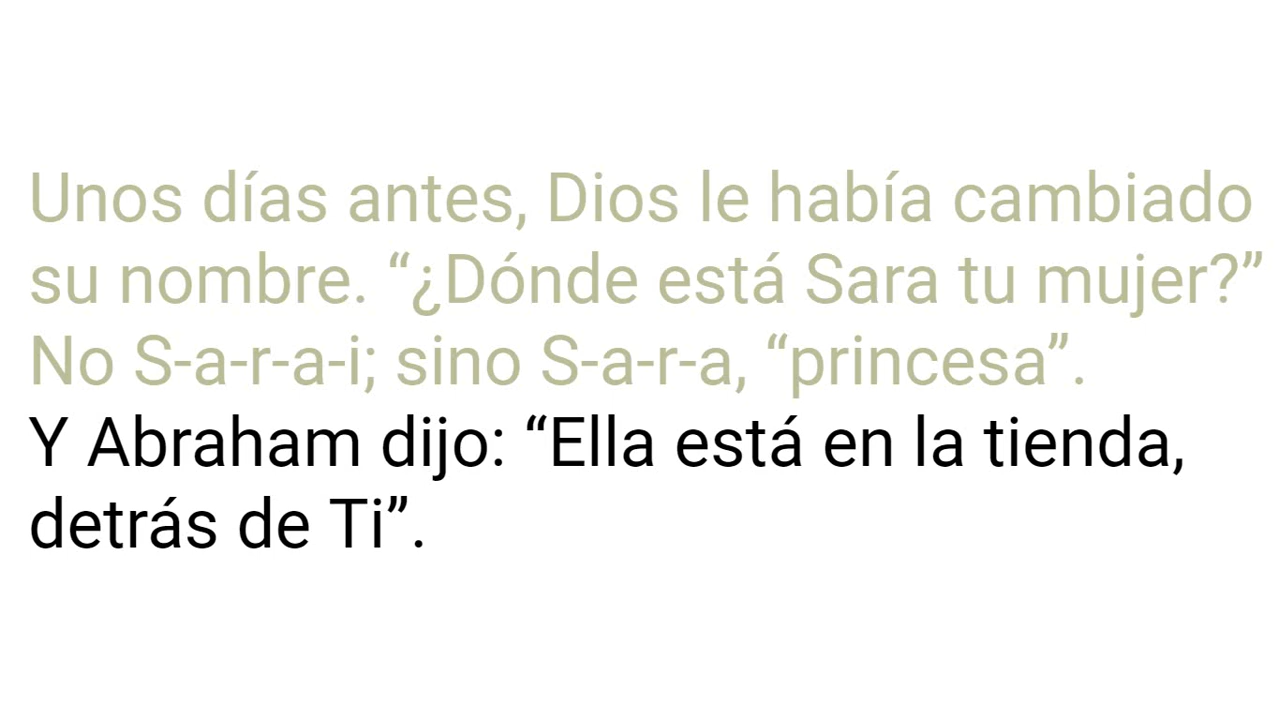 Unos días antes, Dios le había cambiado
su nombre. “¿Dónde está Sara tu mujer?”
No S-a-r-a-i; sino S-a-r-a, “princesa”.
Y Abraham dijo: “Ella está en la tienda,
detrás de Ti”.